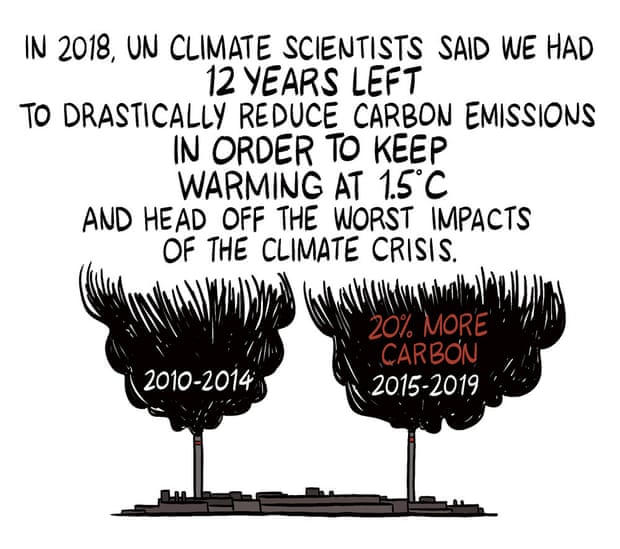 IN 2018, UN CLIMATE SCIENTISTS SAID WE HAD
12 YEARS LEFT
TO DRASTICALLY REDUCE CARBON EMISSIONS
IN ORDER TO KEEP
WARMING AT 1.5°C
AND HEAD OFF THE WORST IMPACTS
OF THE CLIMATE CRISIS.
2010-2014
20% MORE
CARBON
2015-2019